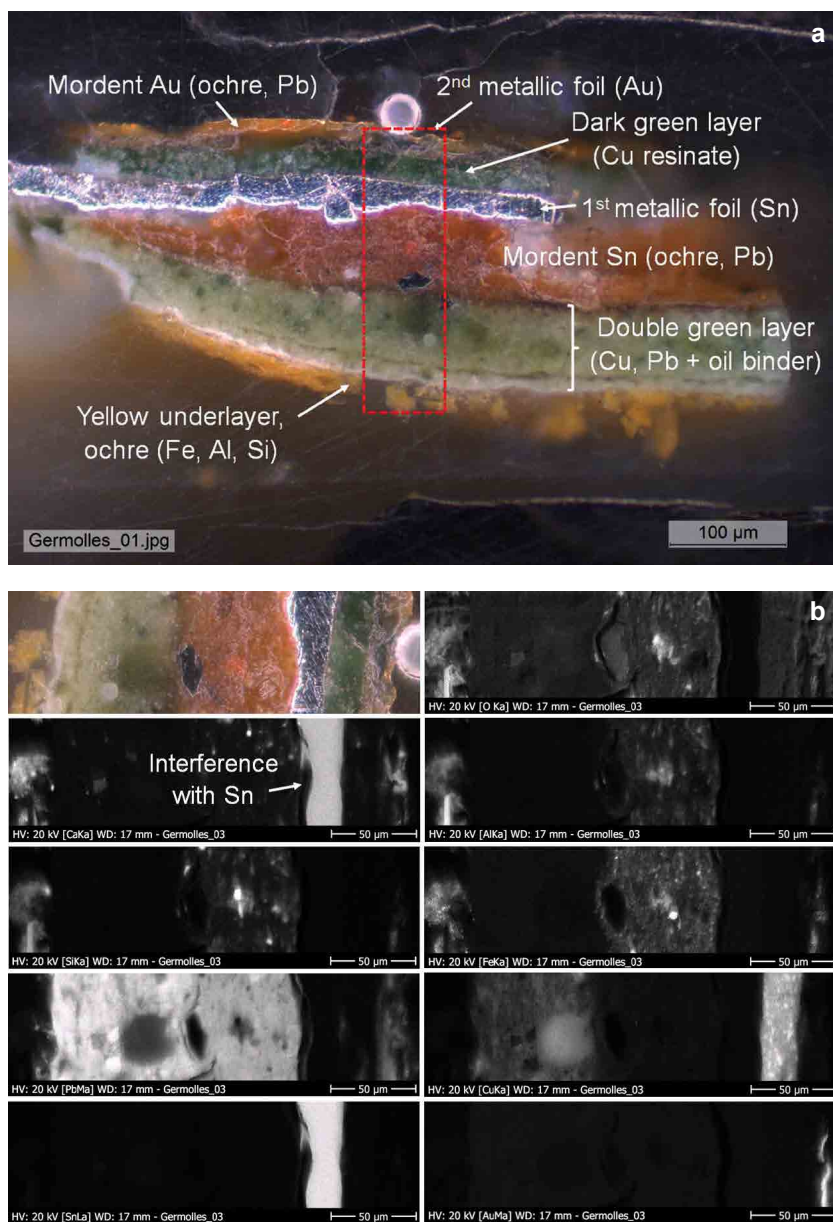 a
Mordent Au (ochre, Pb)
2nd metallic foil (Au)
Dark green layer
(Cu resinate)
1st metallic foil (Sn)
Mordent Sn (ochre, Pb)
Double green layer
(Cu, Pb + oil binder)
Yellow underlayer,
ochre (Fe, Al, Si)
Germolles_01.jpg
100 µm
b
HV: 20 kV [O Ka] WD: 17 mm - Germolles_03
50 µm
Interference
with Sn
HV: 20 kV [CaKa] WD: 17 mm - Germolles_03
50 µm
HV: 20 kV [AlKa] WD: 17 mm - Germolles_03
50 µm
HV: 20 kV [SiKa] WD: 17 mm - Germolles_03
50 µm
HV: 20 kV [FeKa] WD: 17 mm - Germolles_03
50 µm
HV: 20 kV [PbMa] WD: 17 mm - Germolles_03
50 µm
HV: 20 kV [CuKa] WD: 17 mm - Germolles_03
50 µm
HV: 20 kV [SnLa] WD: 17 mm - Germolles_03
50 µm
HV: 20 kV [AuMa] WD: 17 mm - Germolles_03
50 µm